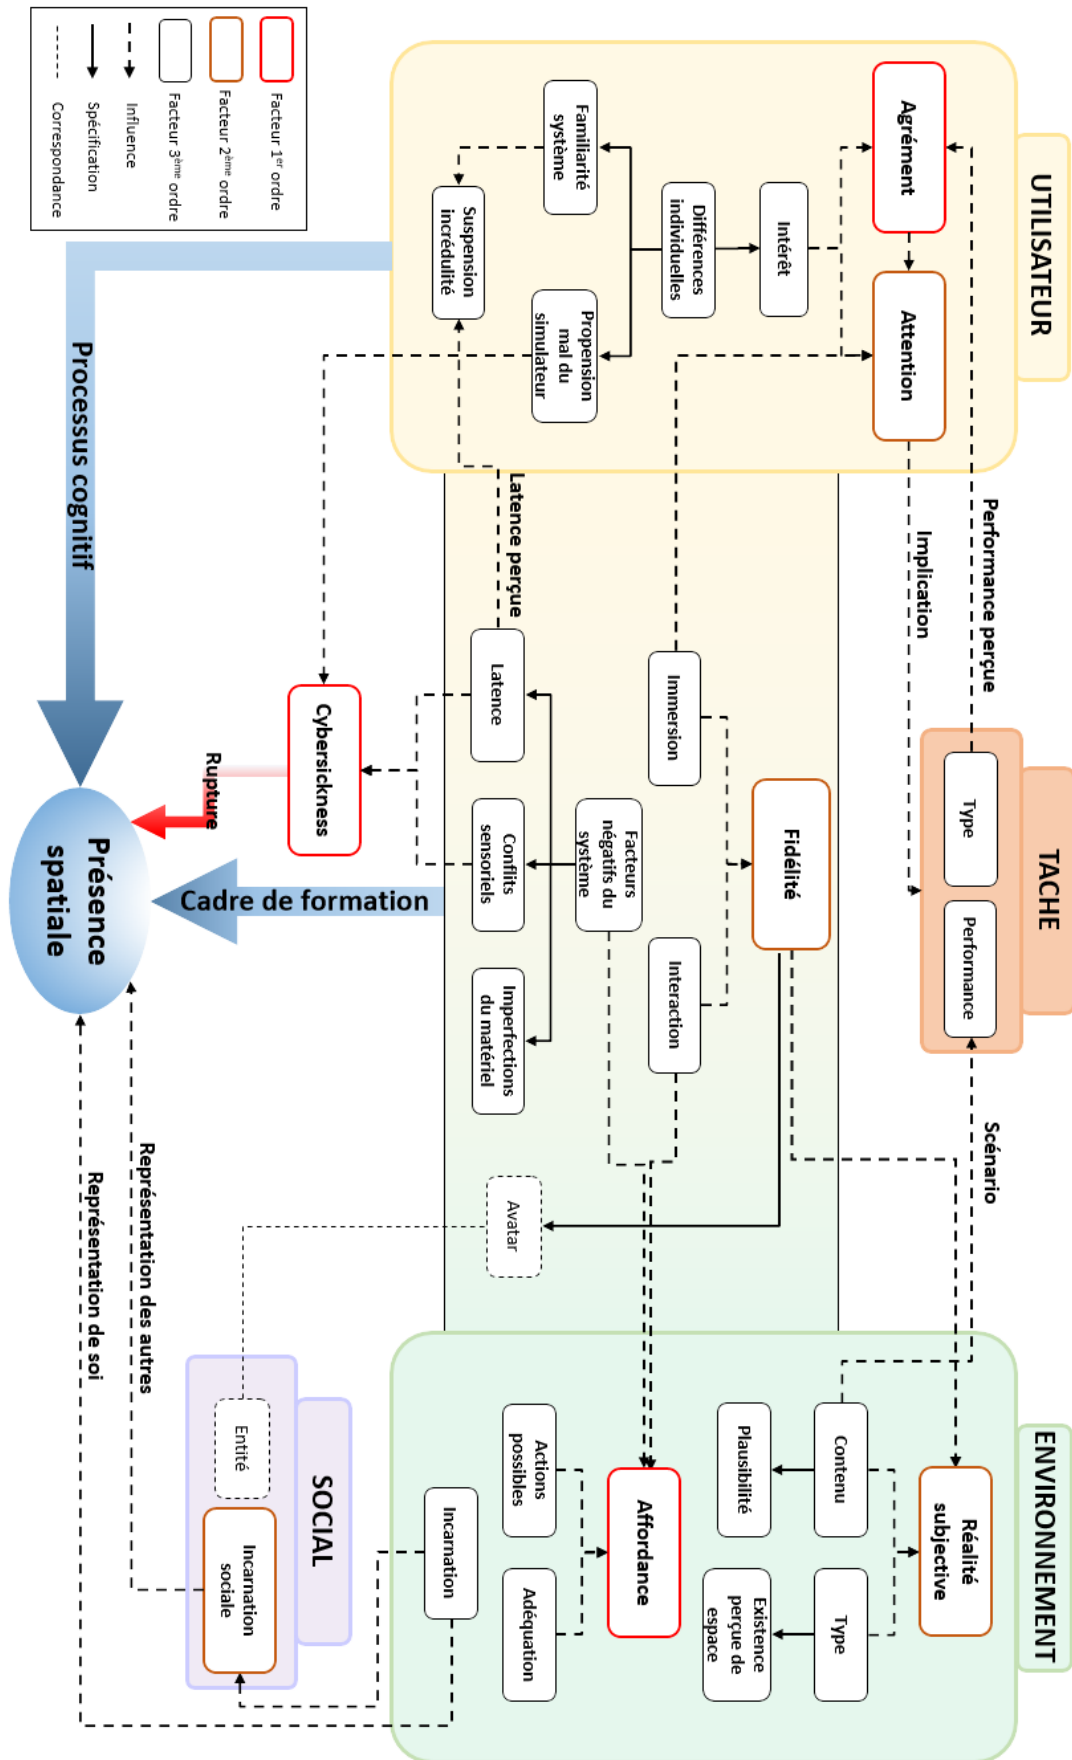 UTILISATEUR
Agrément
Attention
Intérêt
Différences
individuelles
Familiarité
système
Propension
mal du
simulateur
Suspension
incrédulité
Performance perçue
Implication
TACHE
Type
Performance
Scénario
Fidélité
Immersion
Interaction
Facteurs
négatifs du
système
Latence perçue
Latence
Conflits
sensoriels
Imperfections
du matériel
Avatar
Cybersickness
ENVIRONNEMENT
Réalité
subjective
Contenu
Type
Plausibilité
Existence
perçue de
espace
Affordance
Actions
possibles
Adéquation
Incarnation
SOCIAL
Entité
Incarnation
sociale
Processus cognitif
Rupture
Cadre de formation
Représentation des autres
Représentation de soi
Présence
spatiale
Facteur 1er ordre
Facteur 2ème ordre
Facteur 3ème ordre
Influence
Spécification
Correspondance